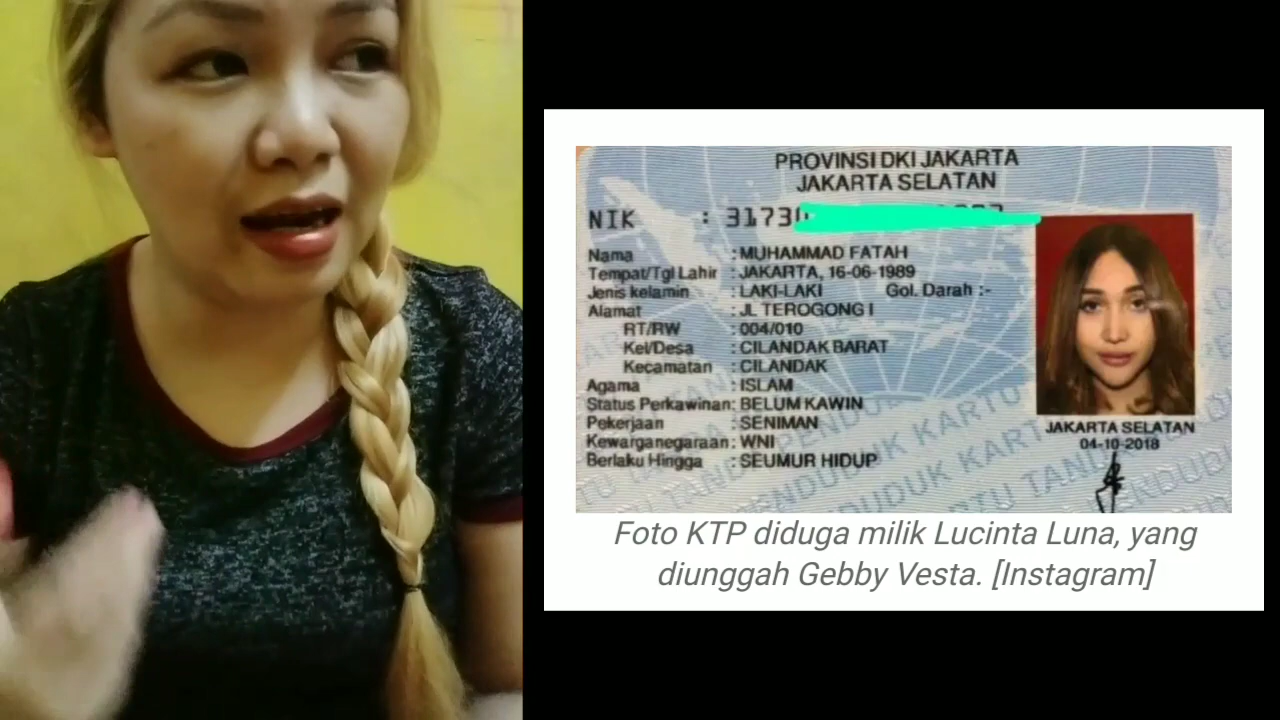 PROVINSI DKI JAKARTA
JAKARTA SELATAN
NIK : 31730
Nama : MUHAMMAD FATAH
Tempat/Tgl Lahir : JAKARTA, 16-06-1989
Jenis kelamin : LAKI-LAKI Gol. Darah :-
Alamat : JL TEROGONG I
RT/RW : 004/010
Kel/Desa : CILANDAK BARAT
Kecamatan : CILANDAK
Agama : ISLAM
Status Perkawinan: BELUM KAWIN
Pekerjaan : SENIMAN
Kewarganegaraan: WNI
Berlaku Hingga : SEUMUR HIDUP
JAKARTA SELATAN
04-10-2018
Foto KTP diduga milik Lucinta Luna, yang
diunggah Gebby Vesta. [Instagram]